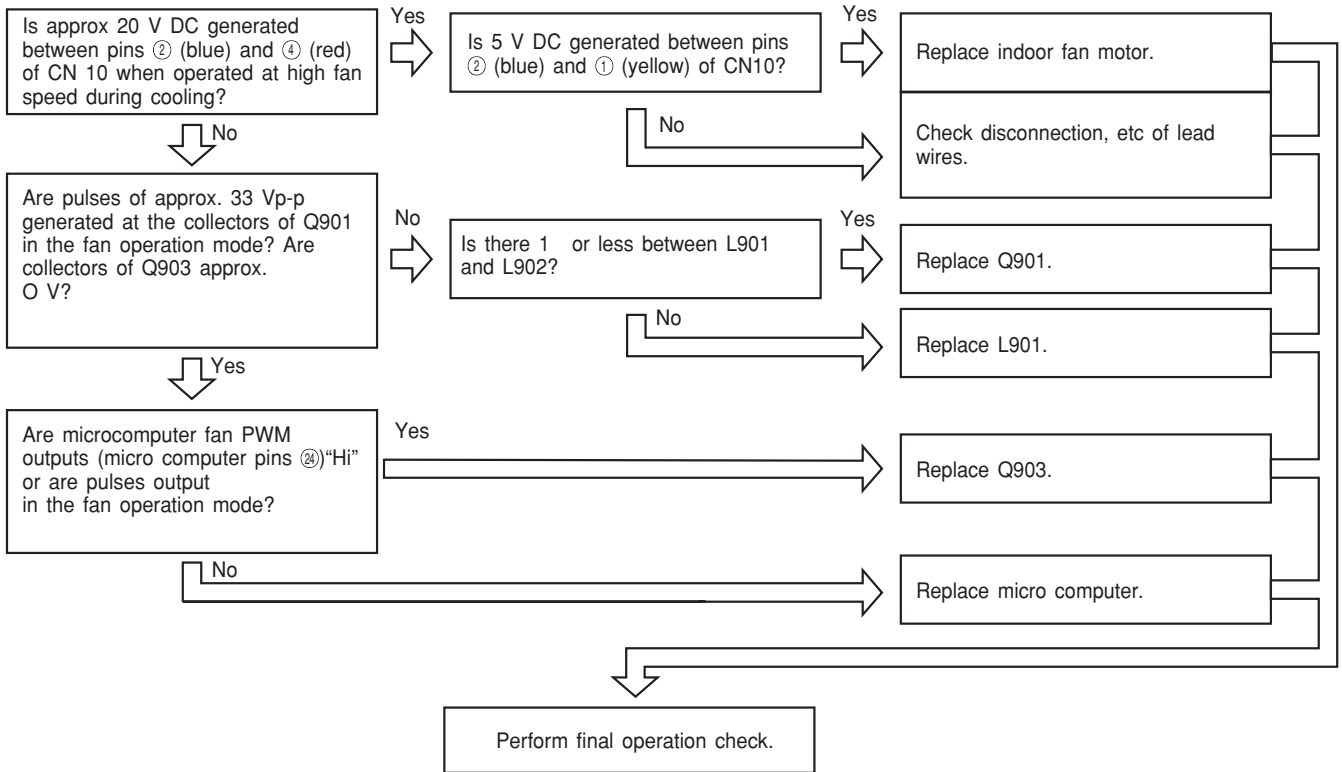 Is approx 20 V DC generated
between pins ② (blue) and ④ (red)
of CN 10 when operated at high fan
speed during cooling?
Yes
Is 5 V DC generated between pins
② (blue) and ① (yellow) of CN10?
Yes
Replace indoor fan motor.
No
Check disconnection, etc of lead
wires.
No
Are pulses of approx. 33 Vp-p
generated at the collectors of Q901
in the fan operation mode? Are
collectors of Q903 approx.
O V?
No
Is there 1 or less between L901
and L902?
Yes
Replace Q901.
No
Replace L901.
Yes
Are microcomputer fan PWM
outputs (micro computer pins ㉔)“Hi”
or are pulses output
in the fan operation mode?
Yes
Replace Q903.
No
Replace micro computer.
Perform final operation check.